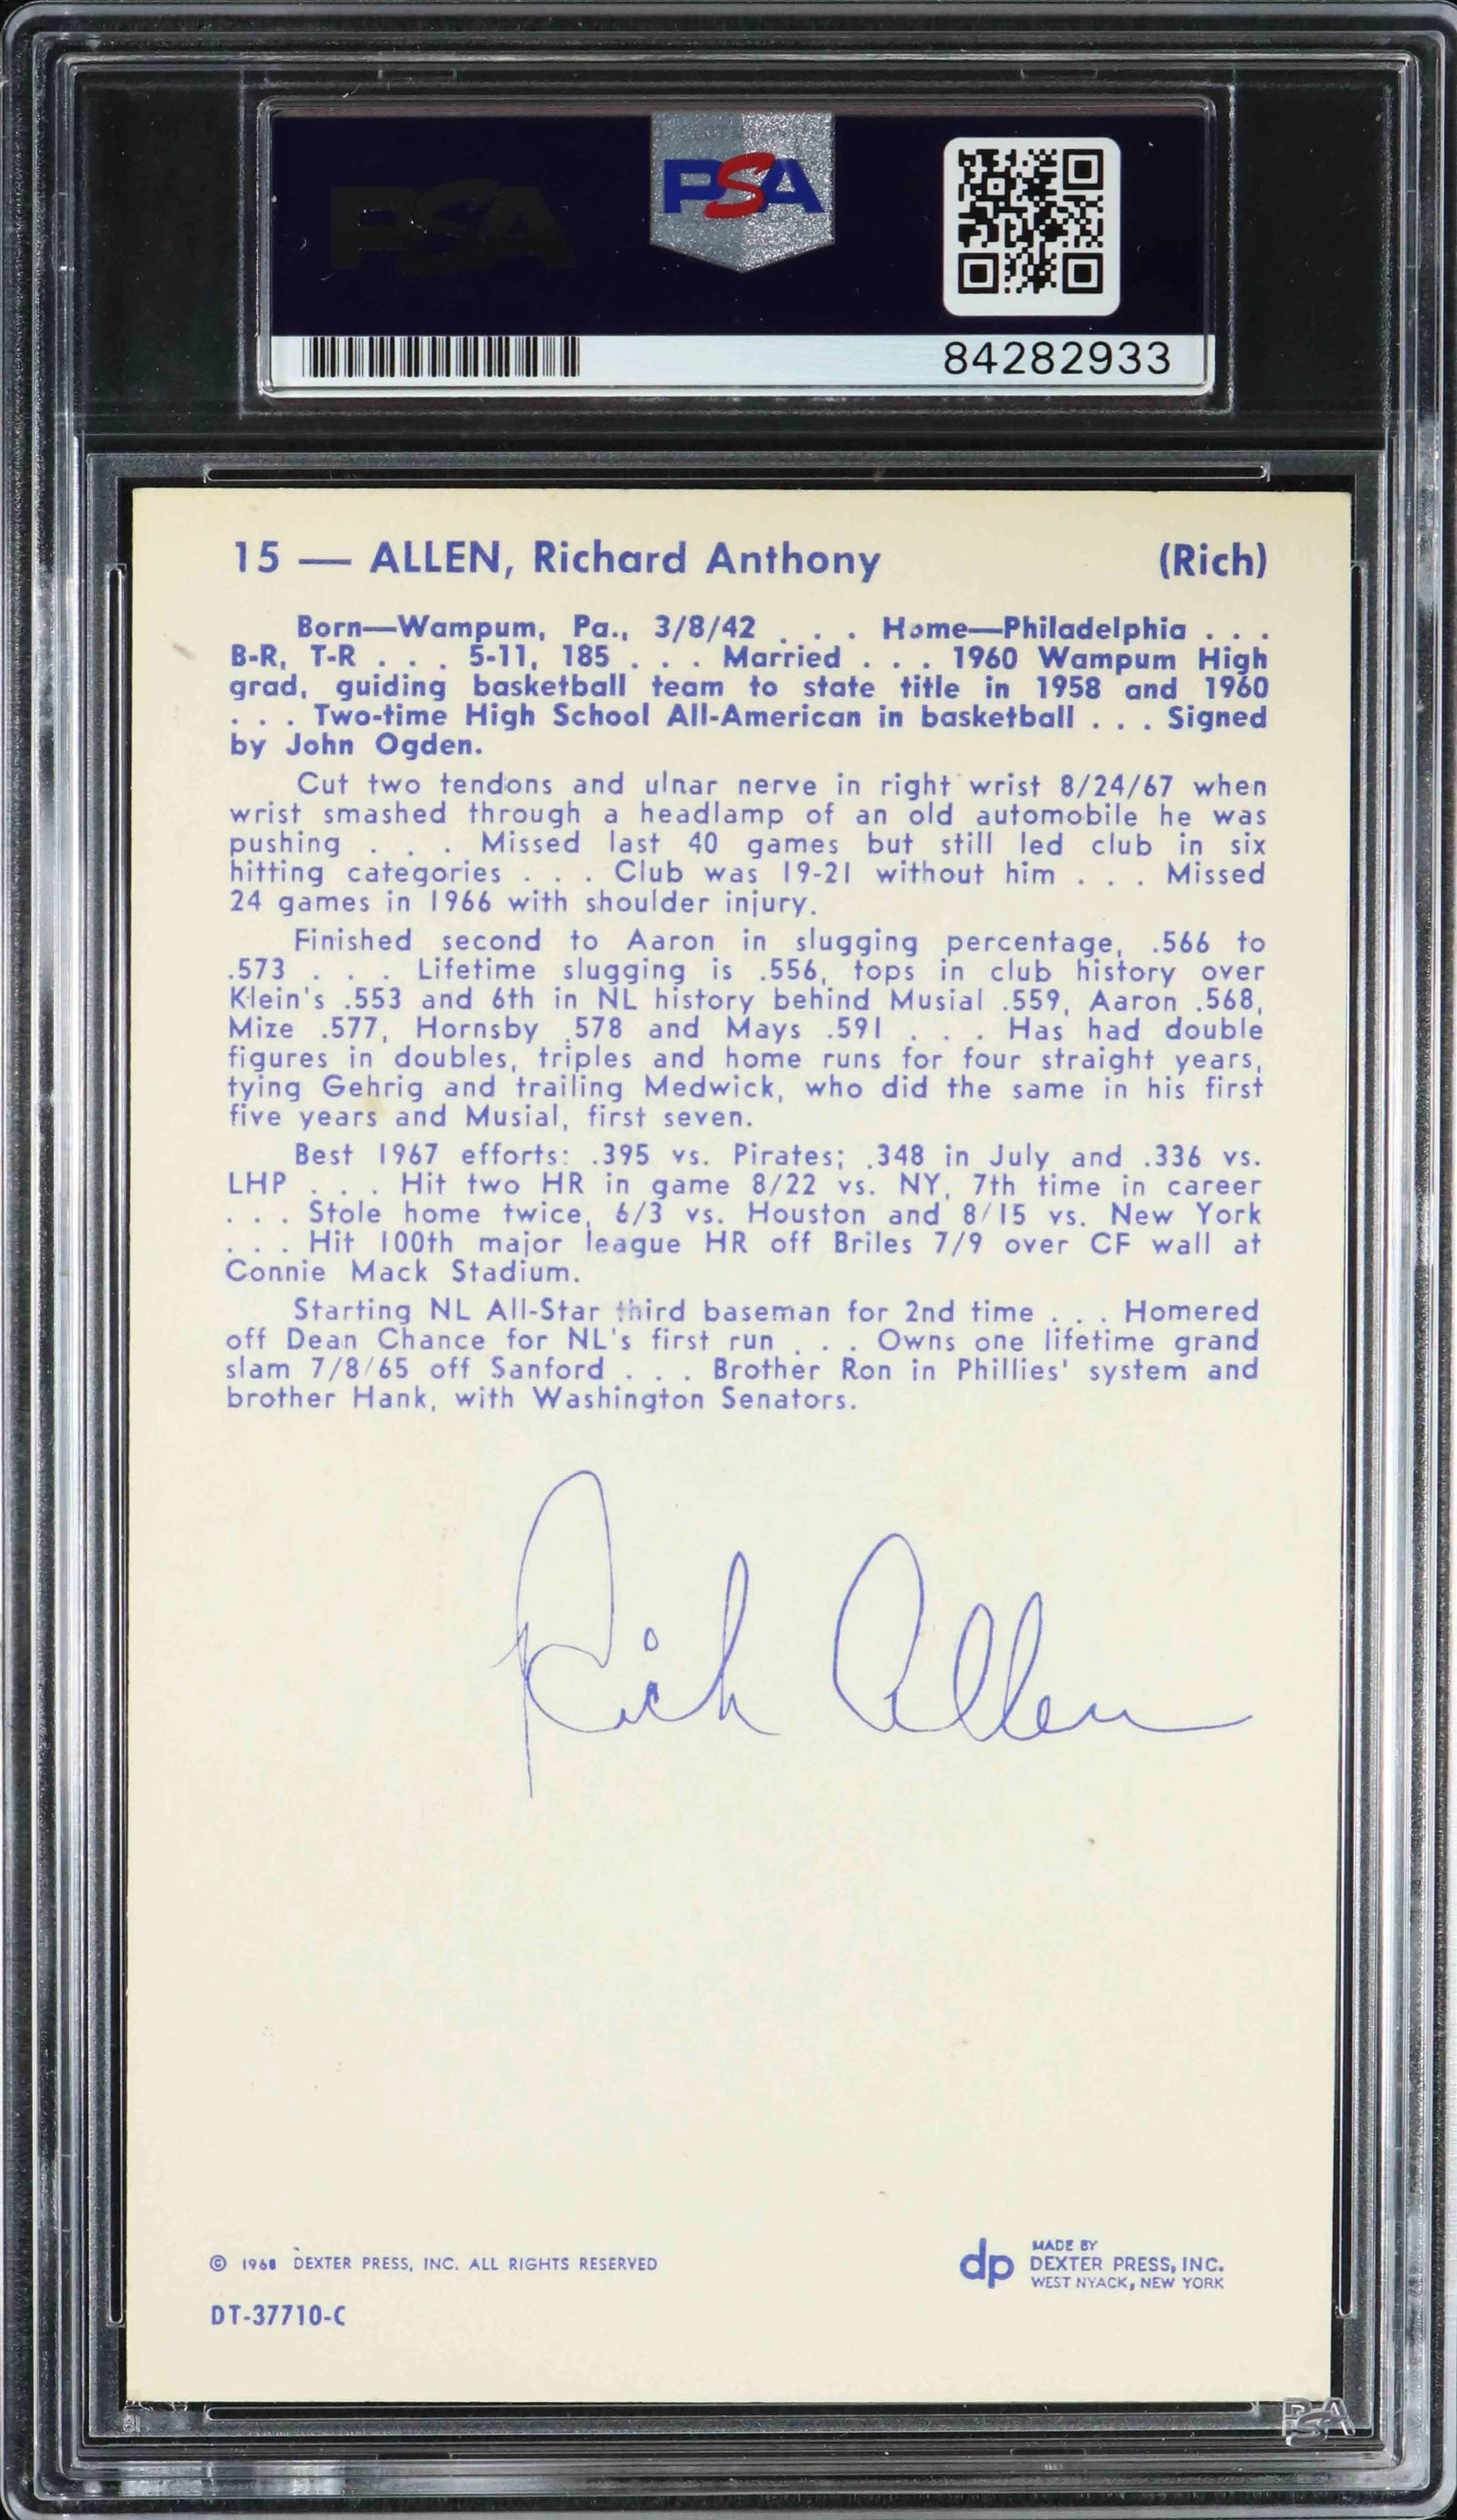 PSA
PSA
84282933
15 — ALLEN, Richard Anthony (Rich)
Born—Wampum, Pa., 3/8/42 . . . Home—Philadelphia . . .
B-R, T-R . . . 5-11, 185 . . . Married . . . 1960 Wampum High
grad, guiding basketball team to state title in 1958 and 1960
. . . Two-time High School All-American in basketball . . . Signed
by John Ogden.
Cut two tendons and ulnar nerve in right wrist 8/24/67 when
wrist smashed through a headlamp of an old automobile he was
pushing . . . Missed last 40 games but still led club in six
hitting categories . . . Club was 19-21 without him . . . Missed
24 games in 1966 with shoulder injury.
Finished second to Aaron in slugging percentage, .566 to
.573 . . . Lifetime slugging is .556, tops in club history over
Klein's .553 and 6th in NL history behind Musial .559, Aaron .568,
Mize .577, Hornsby .578 and Mays .591 . . . Has had double
figures in doubles, triples and home runs for four straight years,
tying Gehrig and trailing Medwick, who did the same in his first
five years and Musial, first seven.
Best 1967 efforts: .395 vs. Pirates; .348 in July and .336 vs.
LHP . . . Hit two HR in game 8/22 vs. NY, 7th time in career
. . . Stole home twice, 6/3 vs. Houston and 8/15 vs. New York
. . . Hit 100th major league HR off Briles 7/9 over CF wall at
Connie Mack Stadium.
Starting NL All-Star third baseman for 2nd time . . . Homered
off Dean Chance for NL's first run . . . Owns one lifetime grand
slam 7/8/65 off Sanford . . . Brother Ron in Phillies' system and
brother Hank, with Washington Senators.
Rich Allen
© 1968 DEXTER PRESS, INC. ALL RIGHTS RESERVED
DT-37710-C
dp
MADE BY
DEXTER PRESS, INC.
WEST NYACK, NEW YORK
PSA